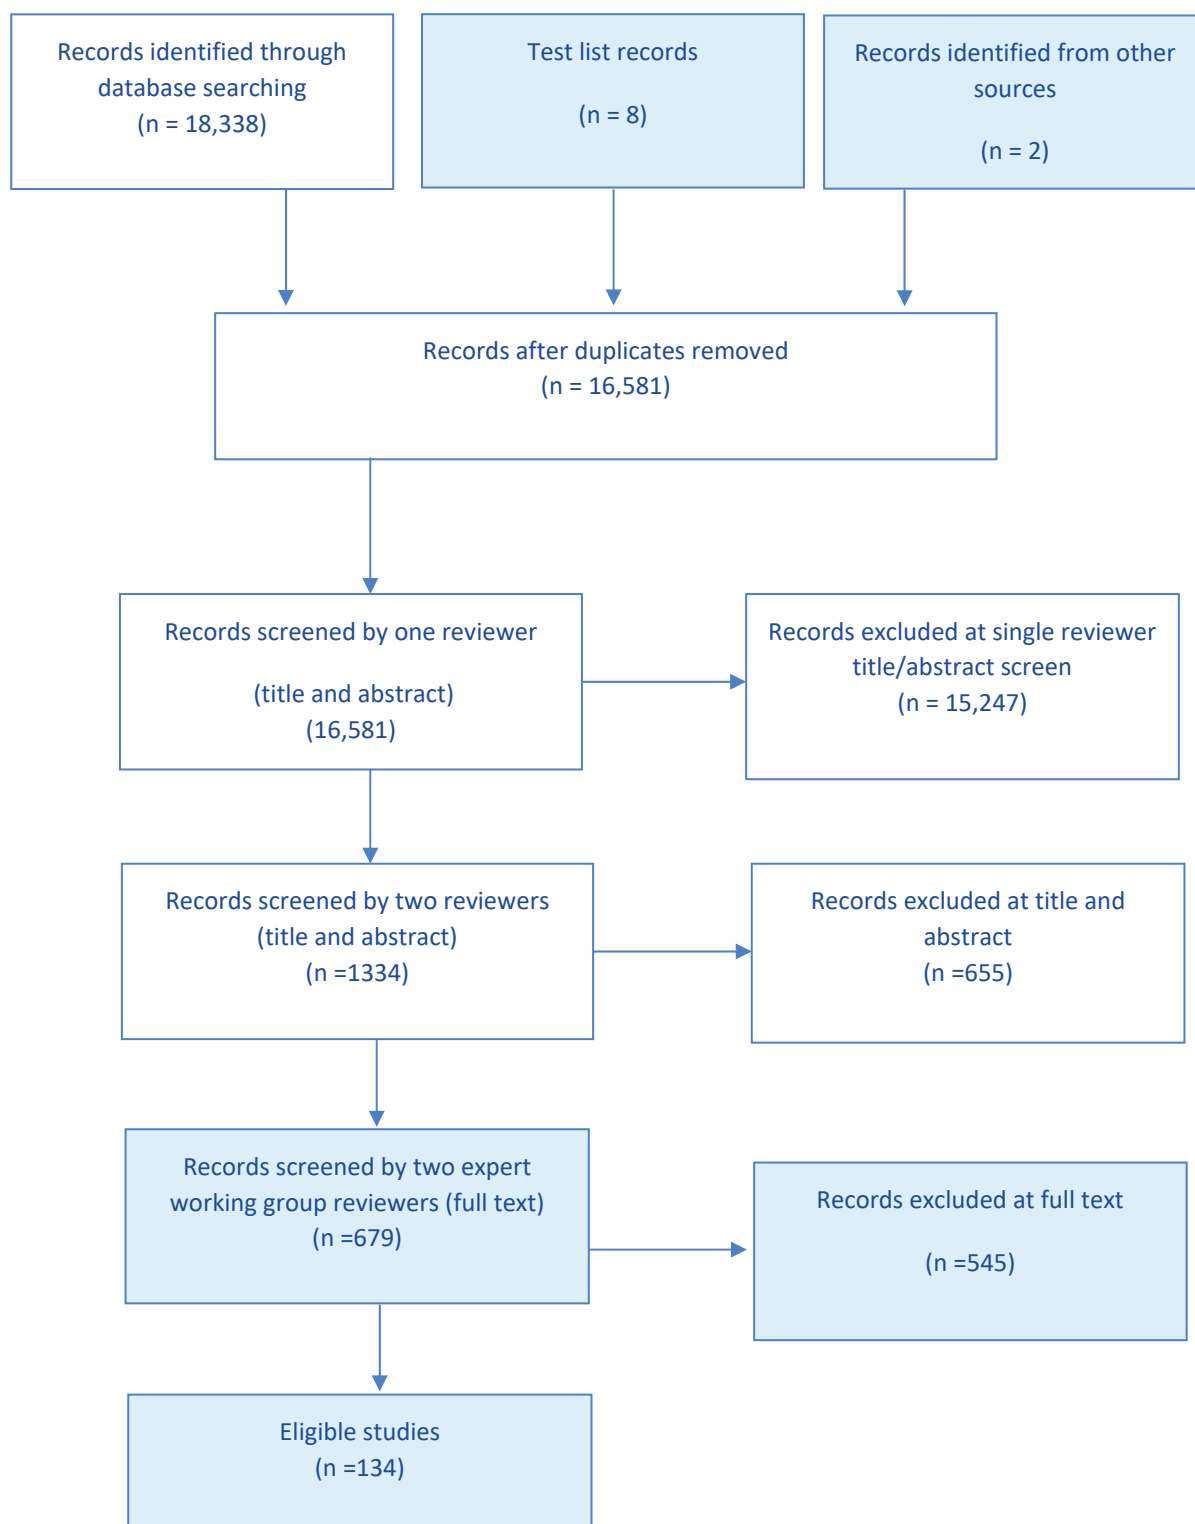 Records identified through
database searching
(n = 18,338)
Test list records
(n = 8)
Records identified from other
sources
(n = 2)
Records after duplicates removed
(n = 16,581)
Records screened by one reviewer
(title and abstract)
(16,581)
Records excluded at single reviewer
title/abstract screen
(n = 15,247)
Records screened by two reviewers
(title and abstract)
(n =1334)
Records excluded at title and
abstract
(n =655)
Records screened by two expert
working group reviewers (full text)
(n =679)
Records excluded at full text
(n =545)
Eligible studies
(n =134)